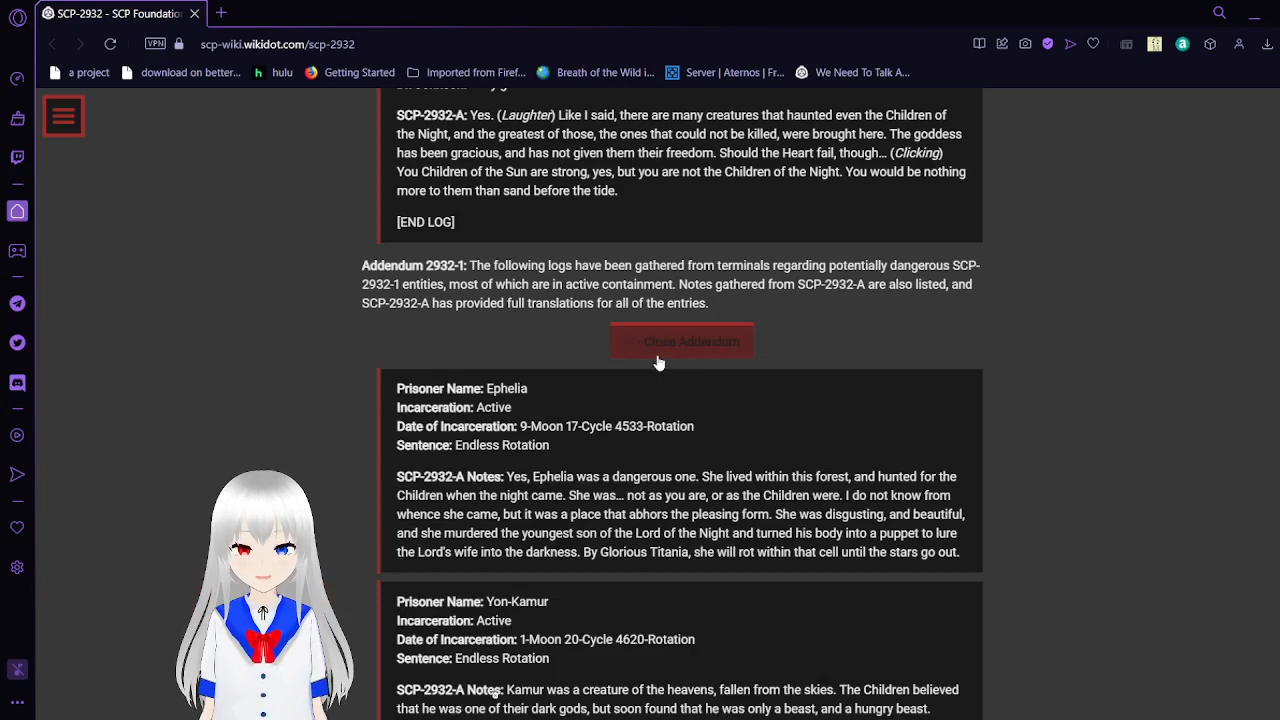 SCP-2932 - SCP Foundation
VPN
scp-wiki.wikidot.com/scp-2932
a project
download on better...
hulu
Getting Started
Imported from Firef...
Breath of the Wild i...
Server | Aternos | Fr...
We Need To Talk A...
SCP-2932-A: Yes. (Laughter) Like I said, there are many creatures that haunted even the Children of
the Night, and the greatest of those, the ones that could not be killed, were brought here. The goddess
has been gracious, and has not given them their freedom. Should the Heart fail, though… (Clicking)
You Children of the Sun are strong, yes, but you are not the Children of the Night. You would be nothing
more to them than sand before the tide.
[END LOG]
Addendum 2932-1: The following logs have been gathered from terminals regarding potentially dangerous SCP-
2932-1 entities, most of which are in active containment. Notes gathered from SCP-2932-A are also listed, and
SCP-2932-A has provided full translations for all of the entries.
- Close Addendum
Prisoner Name: Ephelia
Incarceration: Active
Date of Incarceration: 9-Moon 17-Cycle 4533-Rotation
Sentence: Endless Rotation
SCP-2932-A Notes: Yes, Ephelia was a dangerous one. She lived within this forest, and hunted for the
Children when the night came. She was… not as you are, or as the Children were. I do not know from
whence she came, but it was a place that abhors the pleasing form. She was disgusting, and beautiful,
and she murdered the youngest son of the Lord of the Night and turned his body into a puppet to lure
the Lord's wife into the darkness. By Glorious Titania, she will rot within that cell until the stars go out.
Prisoner Name: Yon-Kamur
Incarceration: Active
Date of Incarceration: 1-Moon 20-Cycle 4620-Rotation
Sentence: Endless Rotation
SCP-2932-A Notes: Kamur was a creature of the heavens, fallen from the skies. The Children believed
that he was one of their dark gods, but soon found that he was only a beast, and a hungry beast.